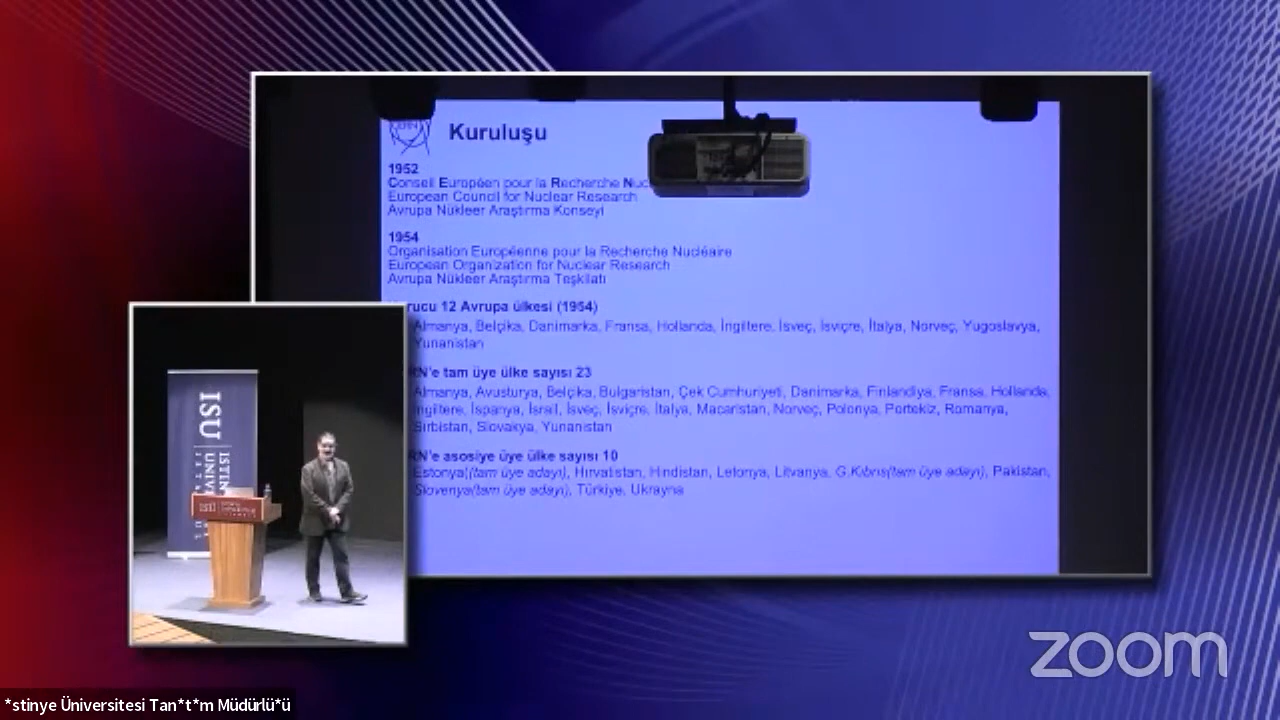 Kuruluşu
1952
Conseil Européen pour la Recherche
European Council for Nuclear Research
Avrupa Nükleer Araştırma Konseyi
1954
Organisation Européenne pour la Recherche Nucléaire
European Organization for Nuclear Research
Avrupa Nükleer Araştırma Teşkilatı
12 Avrupa ülkesi (1954)
Almanya, Belçika, Danimarka, Fransa, Hollanda, İngiltere, İsveç, İsviçre, İtalya, Norveç, Yugoslavya,
Yunanistan
tam üye ülke sayısı 23
Almanya, Avusturya, Belçika, Bulgaristan, Çek Cumhuriyeti, Danimarka, Finlandiya, Fransa, Hollanda,
İngiltere, İspanya, İsrail, İsveç, İsviçre, İtalya, Macaristan, Norveç, Polonya, Portekiz, Romanya,
Sırbistan, Slovakya, Yunanistan
asosiye üye ülke sayısı 10
Estonya((tam üye adayı), Hırvatistan, Hindistan, Letonya, Litvanya, G.Kıbrıs(tam üye adayı), Pakistan,
Slovenya(tam üye adayı), Türkiye, Ukrayna
ISU
ISU
zoom
*stinye Üniversitesi Tan*t*m Müdürlü*ü